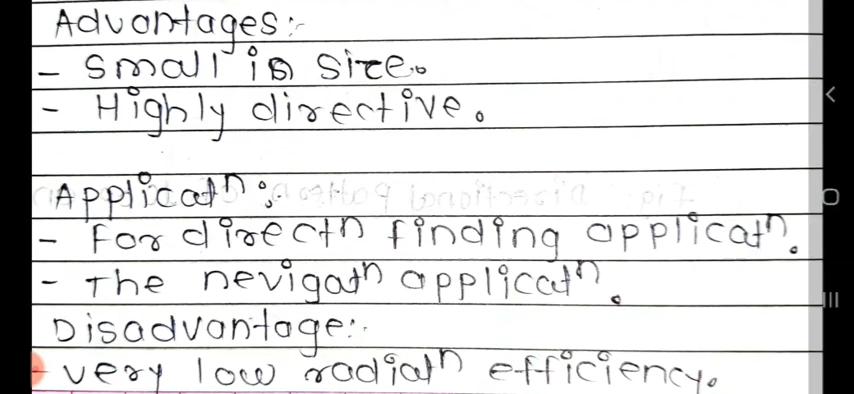 Advantages:-
- Small in size.
- Highly directive.
Applicatn:-
- For directn finding applicatn.
- The nevigatn applicatn.
Disadvantage:-
- very low radiatn efficiency.